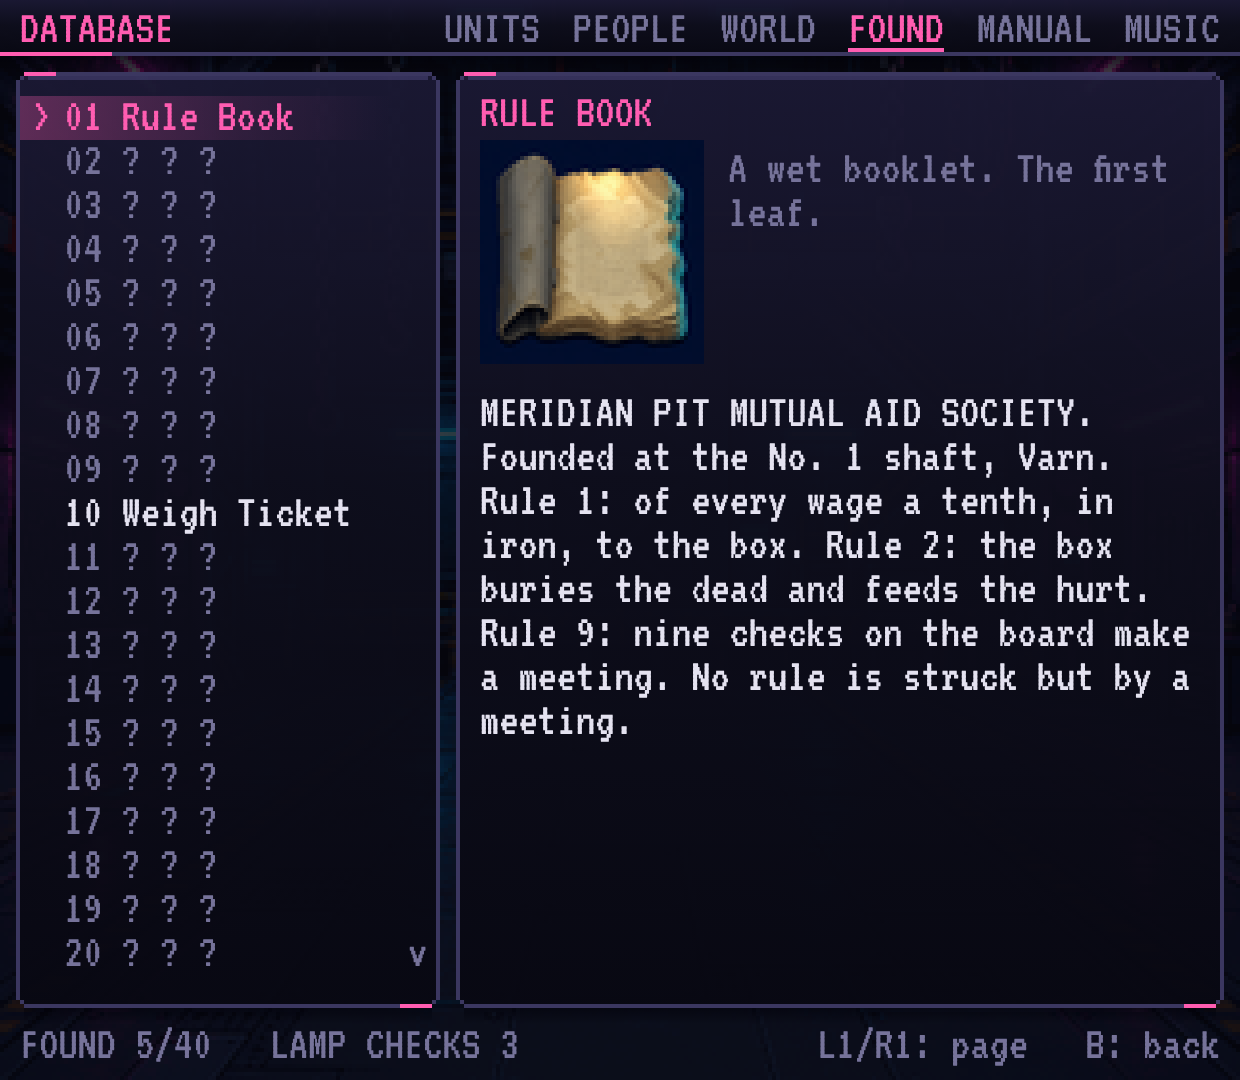 DATABASE UNITS PEOPLE WORLD FOUND MANUAL MUSIC
> 01 Rule Book
02 ? ? ?
03 ? ? ?
04 ? ? ?
05 ? ? ?
06 ? ? ?
07 ? ? ?
08 ? ? ?
09 ? ? ?
10 Weigh Ticket
11 ? ? ?
12 ? ? ?
13 ? ? ?
14 ? ? ?
15 ? ? ?
16 ? ? ?
17 ? ? ?
18 ? ? ?
19 ? ? ?
20 ? ? ? v
RULE BOOK
A wet booklet. The first
leaf.
MERIDIAN PIT MUTUAL AID SOCIETY.
Founded at the No. 1 shaft, Varn.
Rule 1: of every wage a tenth, in
iron, to the box. Rule 2: the box
buries the dead and feeds the hurt.
Rule 9: nine checks on the board make
a meeting. No rule is struck but by a
meeting.
FOUND 5/40 LAMP CHECKS 3 L1/R1: page B: back